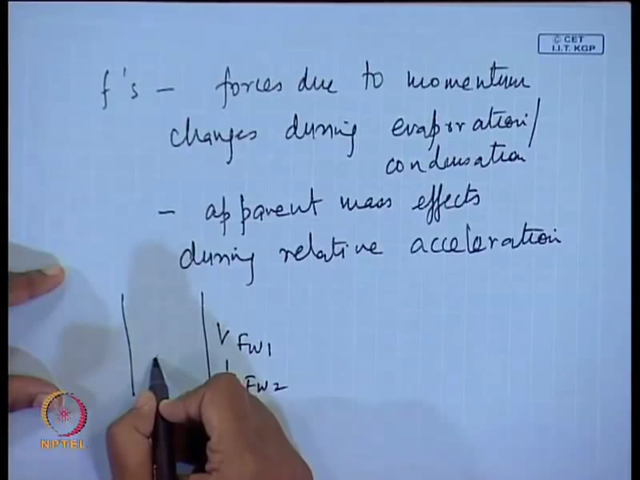 © CET
I.I.T. KGP
f's - forces due to momentum
changes during evaporation/
condensation
- apparent mass effects
during relative acceleration
Fw1
Fw2
NPTEL